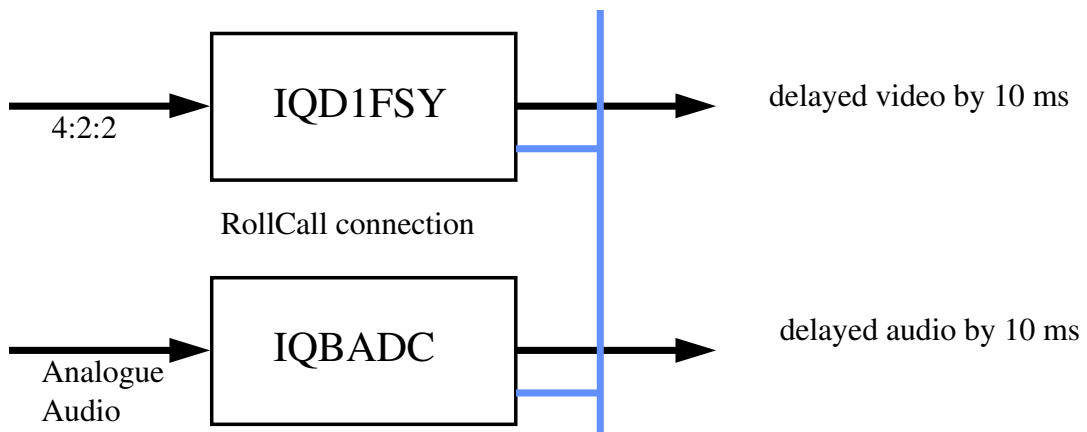 IQD1FSY
delayed video by 10 ms
4:2:2
RollCall connection
IQBADC
delayed audio by 10 ms
Analogue
Audio